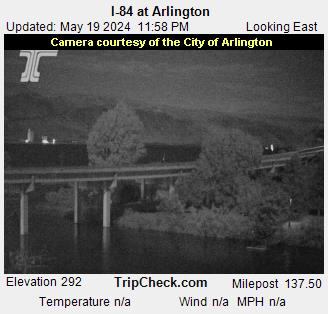 I-84 at Arlington
Updated: May 19 2024 11:58 PM Looking East
Camera courtesy of the City of Arlington
Elevation 292 TripCheck.com Milepost 137.50
Temperature n/a Wind n/a MPH n/a